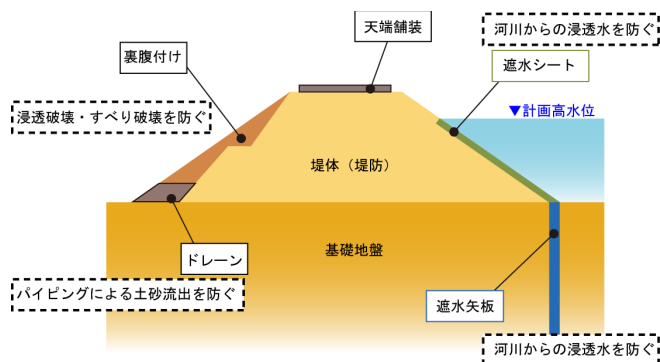 天端舗装
河川からの浸透水を防ぐ
裏腹付け
遮水シート
浸透破壊・すべり破壊を防ぐ
▼計画高水位
堤体（堤防）
基礎地盤
ドレーン
パイピングによる土砂流出を防ぐ
遮水矢板
河川からの浸透水を防ぐ